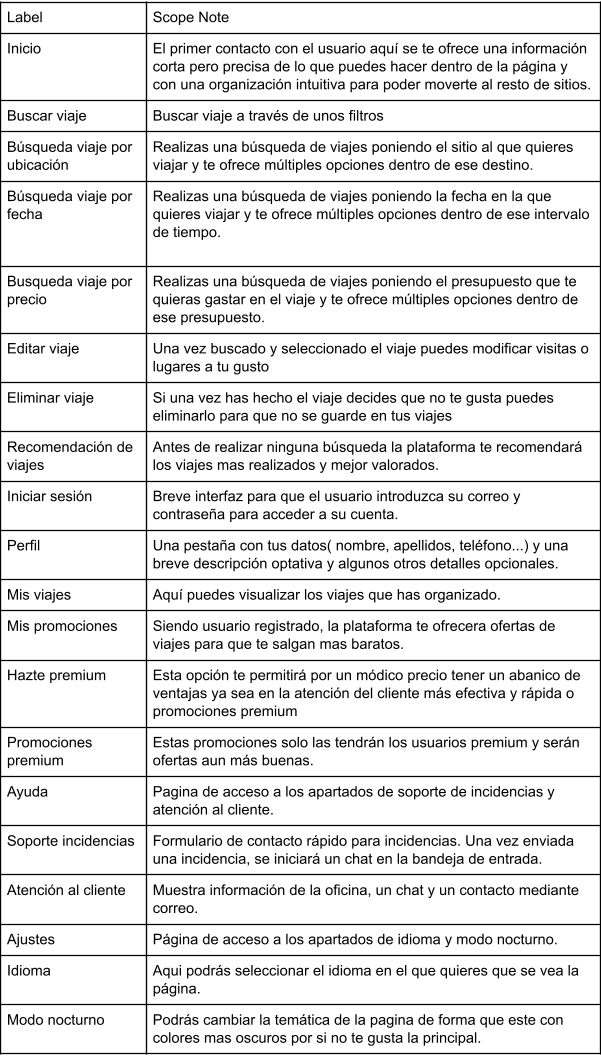 Label
Scope Note
Inicio
El primer contacto con el usuario aquí se te ofrece una información
corta pero precisa de lo que puedes hacer dentro de la página y
con una organización intuitiva para poder moverte al resto de sitios.
Buscar viaje
Buscar viaje a través de unos filtros
Búsqueda viaje por
ubicación
Realizas una búsqueda de viajes poniendo el sitio al que quieres
viajar y te ofrece múltiples opciones dentro de ese destino.
Búsqueda viaje por
fecha
Realizas una búsqueda de viajes poniendo la fecha en la que
quieres viajar y te ofrece múltiples opciones dentro de ese intervalo
de tiempo.
Busqueda viaje por
precio
Realizas una búsqueda de viajes poniendo el presupuesto que te
quieras gastar en el viaje y te ofrece múltiples opciones dentro de
ese presupuesto.
Editar viaje
Una vez buscado y seleccionado el viaje puedes modificar visitas o
lugares a tu gusto
Eliminar viaje
Si una vez has hecho el viaje decides que no te gusta puedes
eliminarlo para que no se guarde en tus viajes
Recomendación de
viajes
Antes de realizar ninguna búsqueda la plataforma te recomendará
los viajes mas realizados y mejor valorados.
Iniciar sesión
Breve interfaz para que el usuario introduzca su correo y
contraseña para acceder a su cuenta.
Perfil
Una pestaña con tus datos( nombre, apellidos, teléfono...) y una
breve descripción optativa y algunos otros detalles opcionales.
Mis viajes
Aquí puedes visualizar los viajes que has organizado.
Mis promociones
Siendo usuario registrado, la plataforma te ofrecera ofertas de
viajes para que te salgan mas baratos.
Hazte premium
Esta opción te permitirá por un módico precio tener un abanico de
ventajas ya sea en la atención del cliente más efectiva y rápida o
promociones premium
Promociones
premium
Estas promociones solo las tendrán los usuarios premium y serán
ofertas aun más buenas.
Ayuda
Pagina de acceso a los apartados de soporte de incidencias y
atención al cliente.
Soporte incidencias
Formulario de contacto rápido para incidencias. Una vez enviada
una incidencia, se iniciará un chat en la bandeja de entrada.
Atención al cliente
Muestra información de la oficina, un chat y un contacto mediante
correo.
Ajustes
Página de acceso a los apartados de idioma y modo nocturno.
Idioma
Aqui podrás seleccionar el idioma en el que quieres que se vea la
página.
Modo nocturno
Podrás cambiar la temática de la pagina de forma que este con
colores mas oscuros por si no te gusta la principal.